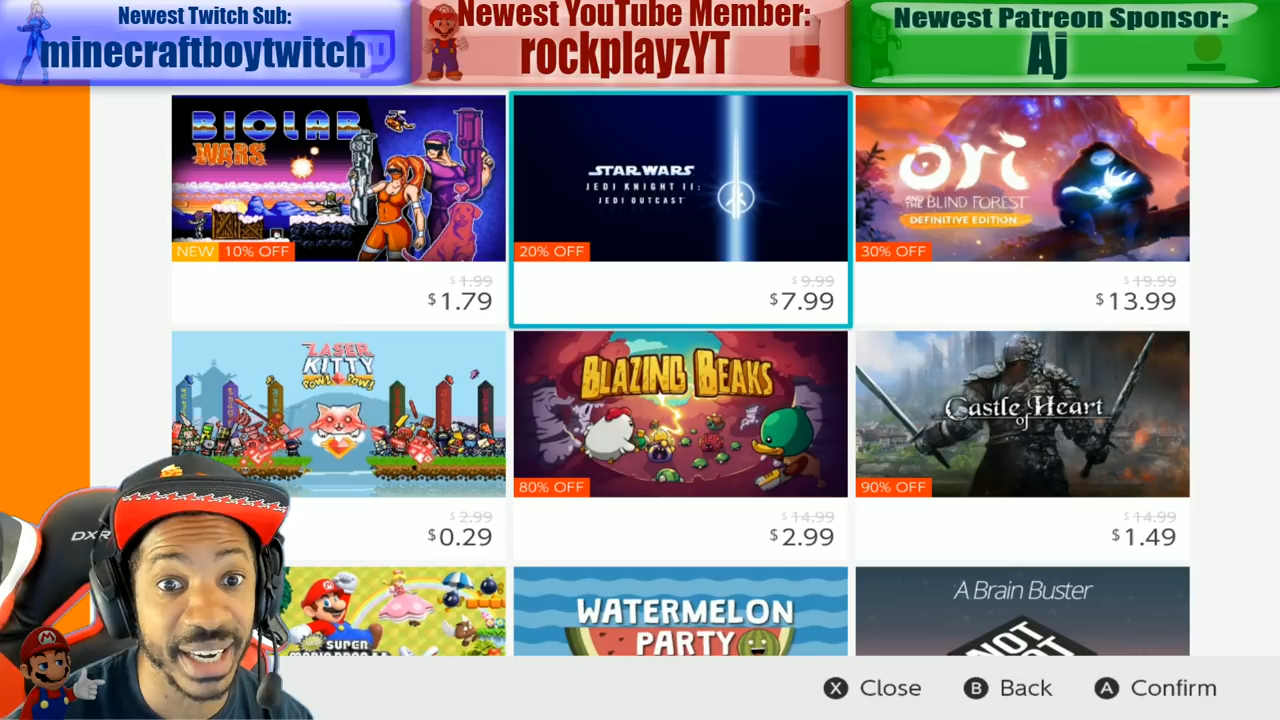 Newest Twitch Sub:
minecraftboytwitch
Newest YouTube Member:
rockplayzYT
Newest Patreon Sponsor:
Aj
BIOLAB
WARS
NEW 10% OFF
$1.99
$1.79
STAR WARS
JEDI KNIGHT II:
JEDI OUTCAST
20% OFF
$9.99
$7.99
ori
AND THE BLIND FOREST
DEFINITIVE EDITION
30% OFF
$19.99
$13.99
LASER
KITTY
Pow! Pow!
$2.99
$0.29
BLAZING BEAKS
80% OFF
$14.99
$2.99
Castle of Heart
90% OFF
$14.99
$1.49
DXR
SUPER
WATERMELON
PARTY
A Brain Buster
NOT
X Close
B Back
A Confirm